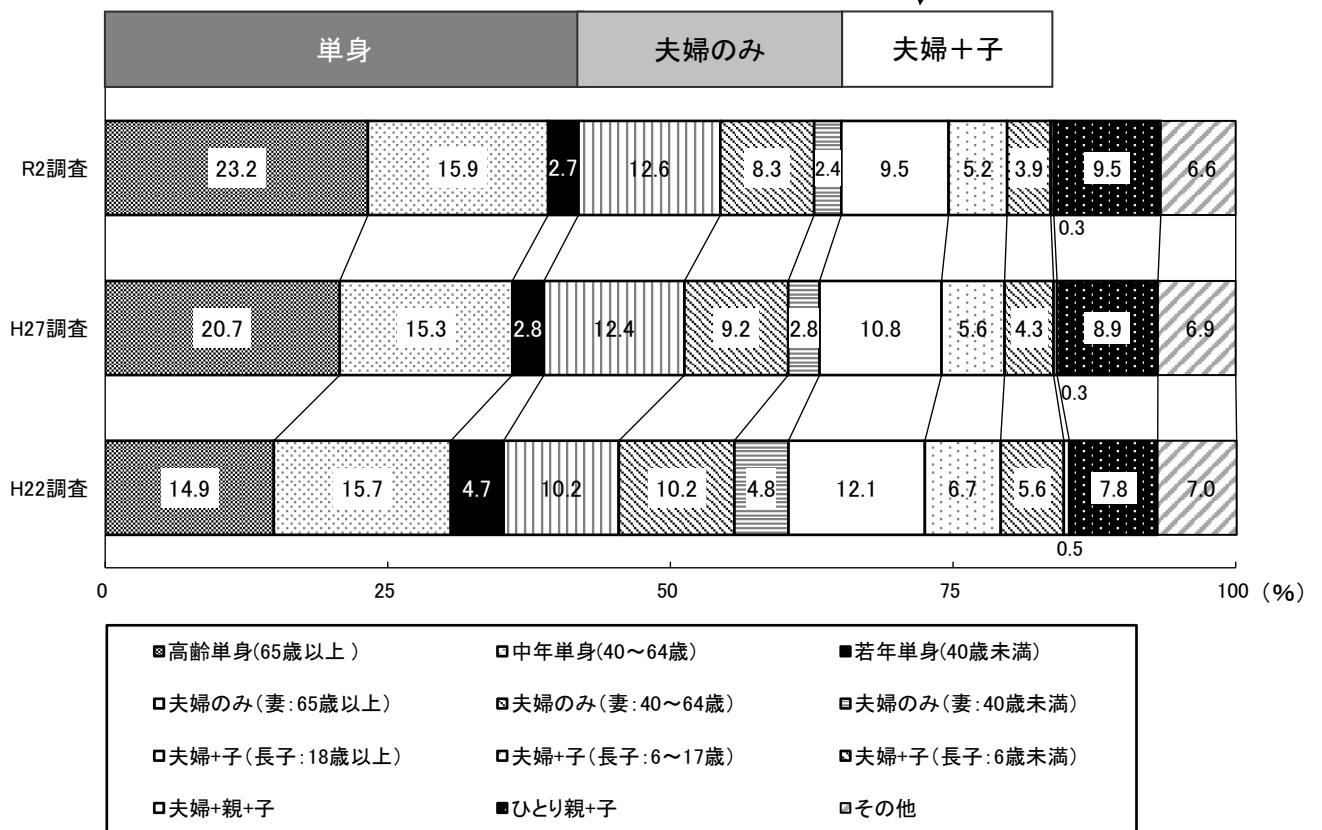 単身 夫婦のみ 夫婦＋子
R2調査 23.2 15.9 2.7 12.6 8.3 2.4 9.5 5.2 3.9 9.5 6.6
0.3
H27調査 20.7 15.3 2.8 12.4 9.2 2.8 10.8 5.6 4.3 8.9 6.9
0.3
H22調査 14.9 15.7 4.7 10.2 10.2 4.8 12.1 6.7 5.6 7.8 7.0
0.5
0 25 50 75 100 （％）
高齢単身(65歳以上） 中年単身(40～64歳) 若年単身(40歳未満)
夫婦のみ（妻：65歳以上） 夫婦のみ（妻：40～64歳） 夫婦のみ（妻：40歳未満）
夫婦+子（長子：18歳以上） 夫婦+子（長子：6～17歳） 夫婦+子（長子：6歳未満）
夫婦+親+子 ひとり親+子 その他